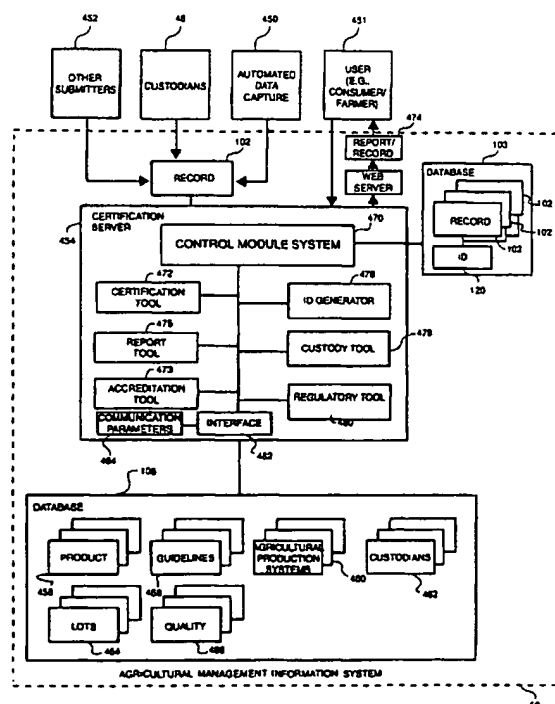 452
48
450
451
OTHER
SUBMITTERS
CUSTODIANS
AUTOMATED
DATA
CAPTURE
USER
(E.G.,
CONSUMER/
FARMER)
474
REPORT/
RECORD
WEB
SERVER
102
RECORD
103
DATABASE
RECORD
102
102
102
ID
120
CERTIFICATION
SERVER
454
470
CONTROL MODULE SYSTEM
472
CERTIFICATION
TOOL
478
ID GENERATOR
475
REPORT
TOOL
CUSTODY TOOL
479
473
ACCREDITATION
TOOL
REGULATORY TOOL
480
COMMUNICATION
PARAMETERS
INTERFACE
482
106
DATABASE
PRODUCT
GUIDELINES
AGRICULTURAL
PRODUCTION
SYSTEMS
CUSTODIANS
458
468
460
462
LOTS
QUALITY
464
466
AGRICULTURAL MANAGEMENT INFORMATION SYSTEM